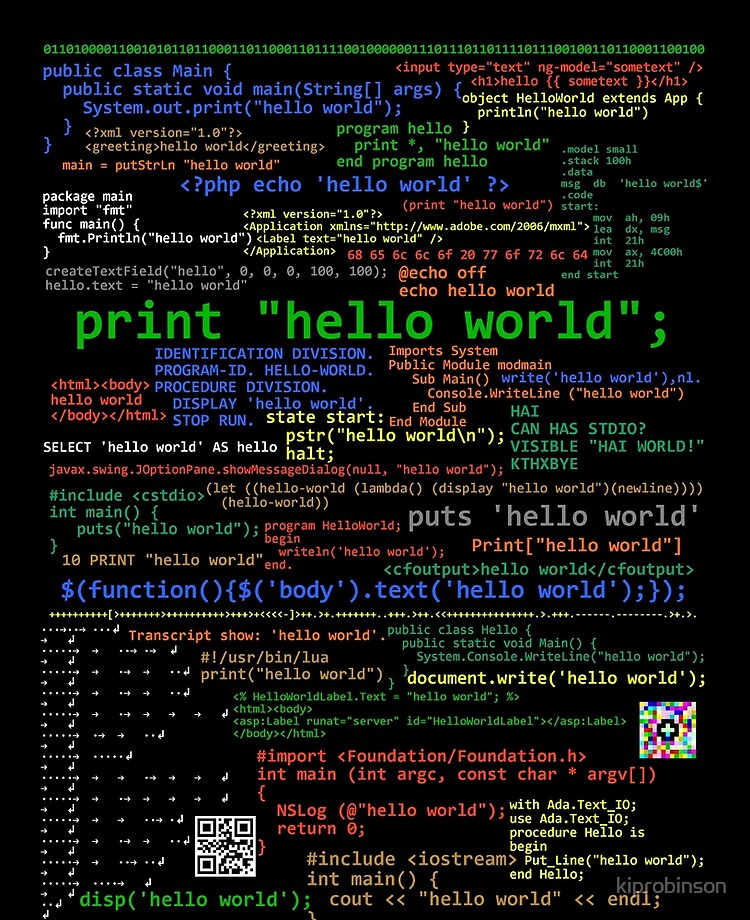 0110100001100101011011000110110001101111001000000111011101101111011100100110110001100100
public class Main {
public static void main(String[] args) {
System.out.print("hello world");
}
}
<input type="text" ng-model="sometext" />
<h1>hello {{ sometext }}</h1>
object HelloWorld extends App {
println("hello world")
}
<?xml version="1.0"?>
<greeting>hello world</greeting>
program hello
print *, "hello world"
end program hello
main = putStrLn "hello world"
.model small
.stack 100h
.data
msg db 'hello world$'
.code
start:
mov ah, 09h
lea dx, msg
int 21h
mov ax, 4C00h
int 21h
end start
<?php echo 'hello world' ?>
package main
import "fmt"
func main() {
fmt.Println("hello world")
}
(print "hello world")
<?xml version="1.0"?>
<Application xmlns="http://www.adobe.com/2006/mxml">
<Label text="hello world" />
</Application>
68 65 6c 6c 6f 20 77 6f 72 6c 64
createTextField("hello", 0, 0, 0, 100, 100);
hello.text = "hello world"
@echo off
echo hello world
print "hello world";
IDENTIFICATION DIVISION.
PROGRAM-ID. HELLO-WORLD.
PROCEDURE DIVISION.
DISPLAY 'hello world'.
STOP RUN.
Imports System
Public Module modmain
Sub Main()
Console.WriteLine ("hello world")
End Sub
End Module
write('hello world'),nl.
<html><body>
hello world
</body></html>
state start:
pstr("hello world\n");
halt;
HAI
CAN HAS STDIO?
VISIBLE "HAI WORLD!"
KTHXBYE
SELECT 'hello world' AS hello
javax.swing.JOptionPane.showMessageDialog(null, "hello world");
#include <cstdio>
int main() {
puts("hello world");
}
(let ((hello-world (lambda() (display "hello world")(newline))))
(hello-world))
puts 'hello world'
program HelloWorld;
begin
writeln('hello world');
end.
Print["hello world"]
10 PRINT "hello world"
<cfoutput>hello world</cfoutput>
$(function(){$('body').text('hello world');});
++++++++++[>+++++++>++++++++++>+++>+<<<<-]>++.>+.+++++++..+++.>++.<<+++++++++++++++.>.+++.------.--------.>+.>.
Transcript show: 'hello world'.
public class Hello {
public static void Main() {
System.Console.WriteLine("hello world");
}
}
#!/usr/bin/lua
print("hello world")
document.write('hello world');
<% HelloWorldLabel.Text = "hello world"; %>
<html><body>
<asp:Label runat="server" id="HelloWorldLabel"></asp:Label>
</body></html>
#import <Foundation/Foundation.h>
int main (int argc, const char * argv[])
{
NSLog (@"hello world");
return 0;
}
with Ada.Text_IO;
use Ada.Text_IO;
procedure Hello is
begin
Put_Line("hello world");
end Hello;
#include <iostream>
int main() {
cout << "hello world" << endl;
}
disp('hello world');
kiprobinson